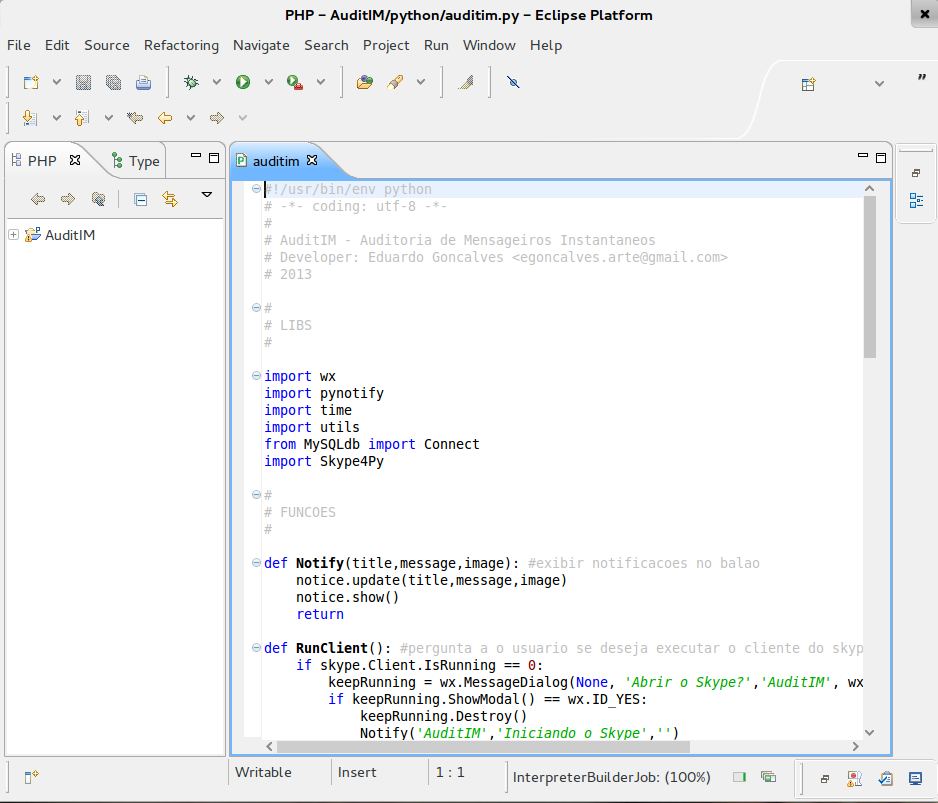 PHP – AuditIM/python/auditim.py – Eclipse Platform
File Edit Source Refactoring Navigate Search Project Run Window Help
PHP
Type
AuditIM
auditim
#!/usr/bin/env python
# -*- coding: utf-8 -*-
#
# AuditIM - Auditoria de Mensageiros Instantaneos
# Developer: Eduardo Goncalves <egoncalves.arte@gmail.com>
# 2013
#
# LIBS
#
import wx
import pynotify
import time
import utils
from MySQLdb import Connect
import Skype4Py
#
# FUNCOES
#
def Notify(title,message,image): #exibir notificacoes no balao
    notice.update(title,message,image)
    notice.show()
    return
def RunClient(): #pergunta a o usuario se deseja executar o cliente do skyp
    if skype.Client.IsRunning == 0:
        keepRunning = wx.MessageDialog(None, 'Abrir o Skype?','AuditIM', wx
        if keepRunning.ShowModal() == wx.ID_YES:
            keepRunning.Destroy()
            Notify('AuditIM','Iniciando o Skype','')
Writable Insert 1 : 1 InterpreterBuilderJob: (100%)